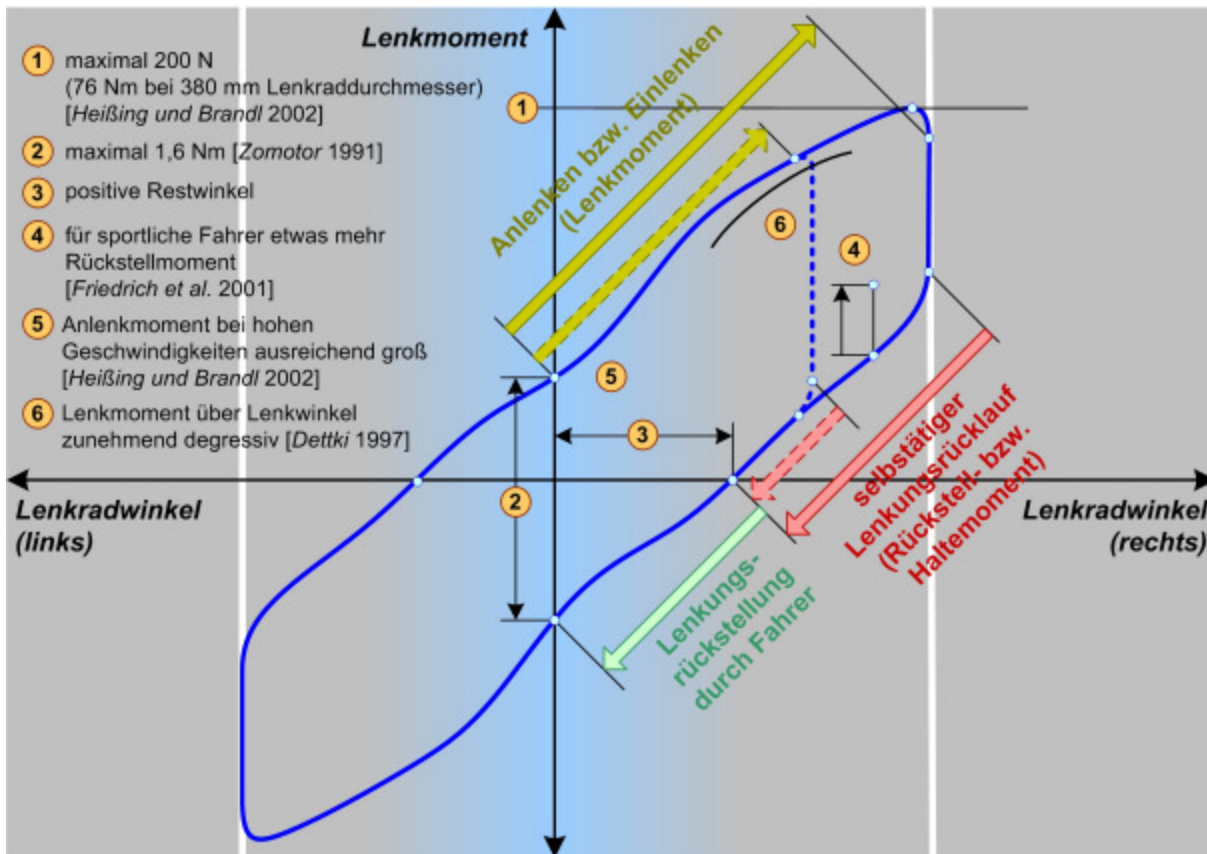 Lenkmoment
1 maximal 200 N
(76 Nm bei 380 mm Lenkraddurchmesser)
[Heißing und Brandl 2002]
2 maximal 1,6 Nm [Zomotor 1991]
3 positive Restwinkel
4 für sportliche Fahrer etwas mehr
Rückstellmoment
[Friedrich et al. 2001]
5 Anlenkmoment bei hohen
Geschwindigkeiten ausreichend groß
[Heißing und Brandl 2002]
6 Lenkmoment über Lenkwinkel
zunehmend degressiv [Dettki 1997]
Anlenken bzw. Einlenken
(Lenkmoment)
1
6
4
5
3
2
Lenkradwinkel
(links)
Lenkungs-
rückstellung
durch Fahrer
selbstätiger
Lenkungsrücklauf
(Rückstell- bzw.
Haltemoment)
Lenkradwinkel
(rechts)